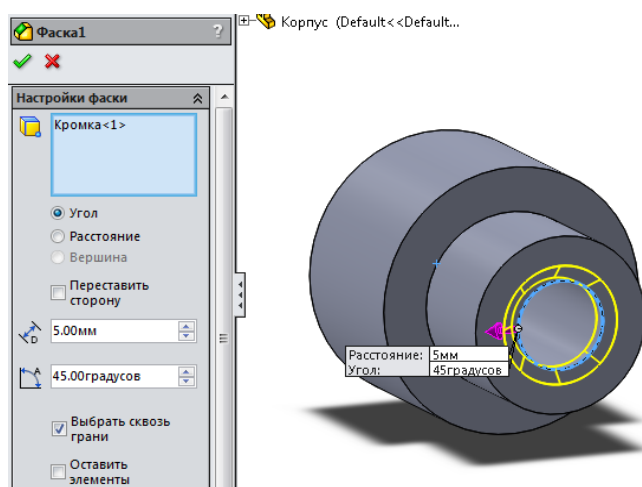 Фаска1 ?
Корпус (Default<<Default...
Настройки фаски
Кромка<1>
Угол
Расстояние
Вершина
Переставить
сторону
D
5.00мм
A
45.00градусов
Выбрать сквозь
грани
Оставить
элементы
Расстояние: 5мм
Угол: 45градусов